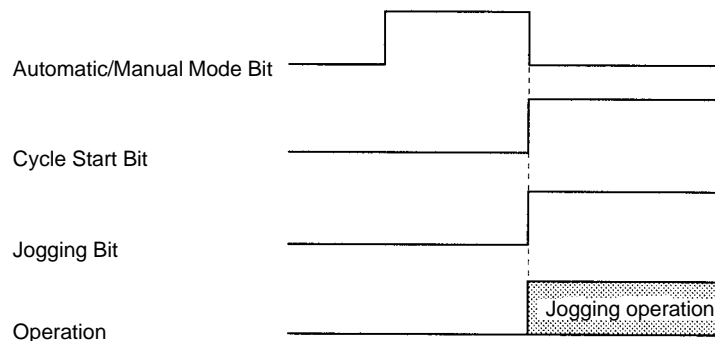 Automatic/Manual Mode Bit
Cycle Start Bit
Jogging Bit
Jogging operation
Operation